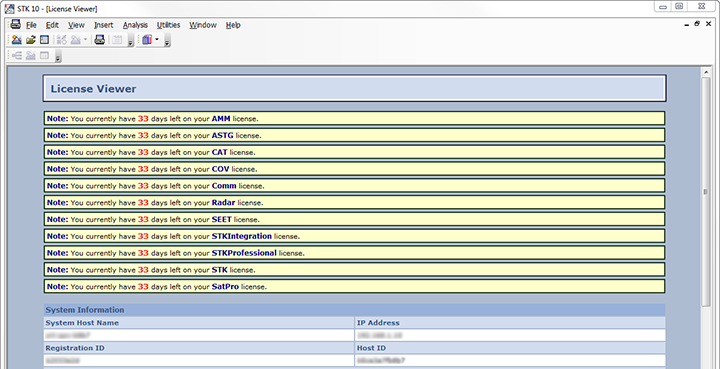 STK 10 - [License Viewer]
File Edit View Insert Analysis Utilities Window Help
License Viewer
Note: You currently have 33 days left on your AMM license.
Note: You currently have 33 days left on your ASTG license.
Note: You currently have 33 days left on your CAT license.
Note: You currently have 33 days left on your COV license.
Note: You currently have 33 days left on your Comm license.
Note: You currently have 33 days left on your Radar license.
Note: You currently have 33 days left on your SEET license.
Note: You currently have 33 days left on your STKIntegration license.
Note: You currently have 33 days left on your STKProfessional license.
Note: You currently have 33 days left on your STK license.
Note: You currently have 33 days left on your SatPro license.
System Information
System Host Name IP Address
Registration ID Host ID